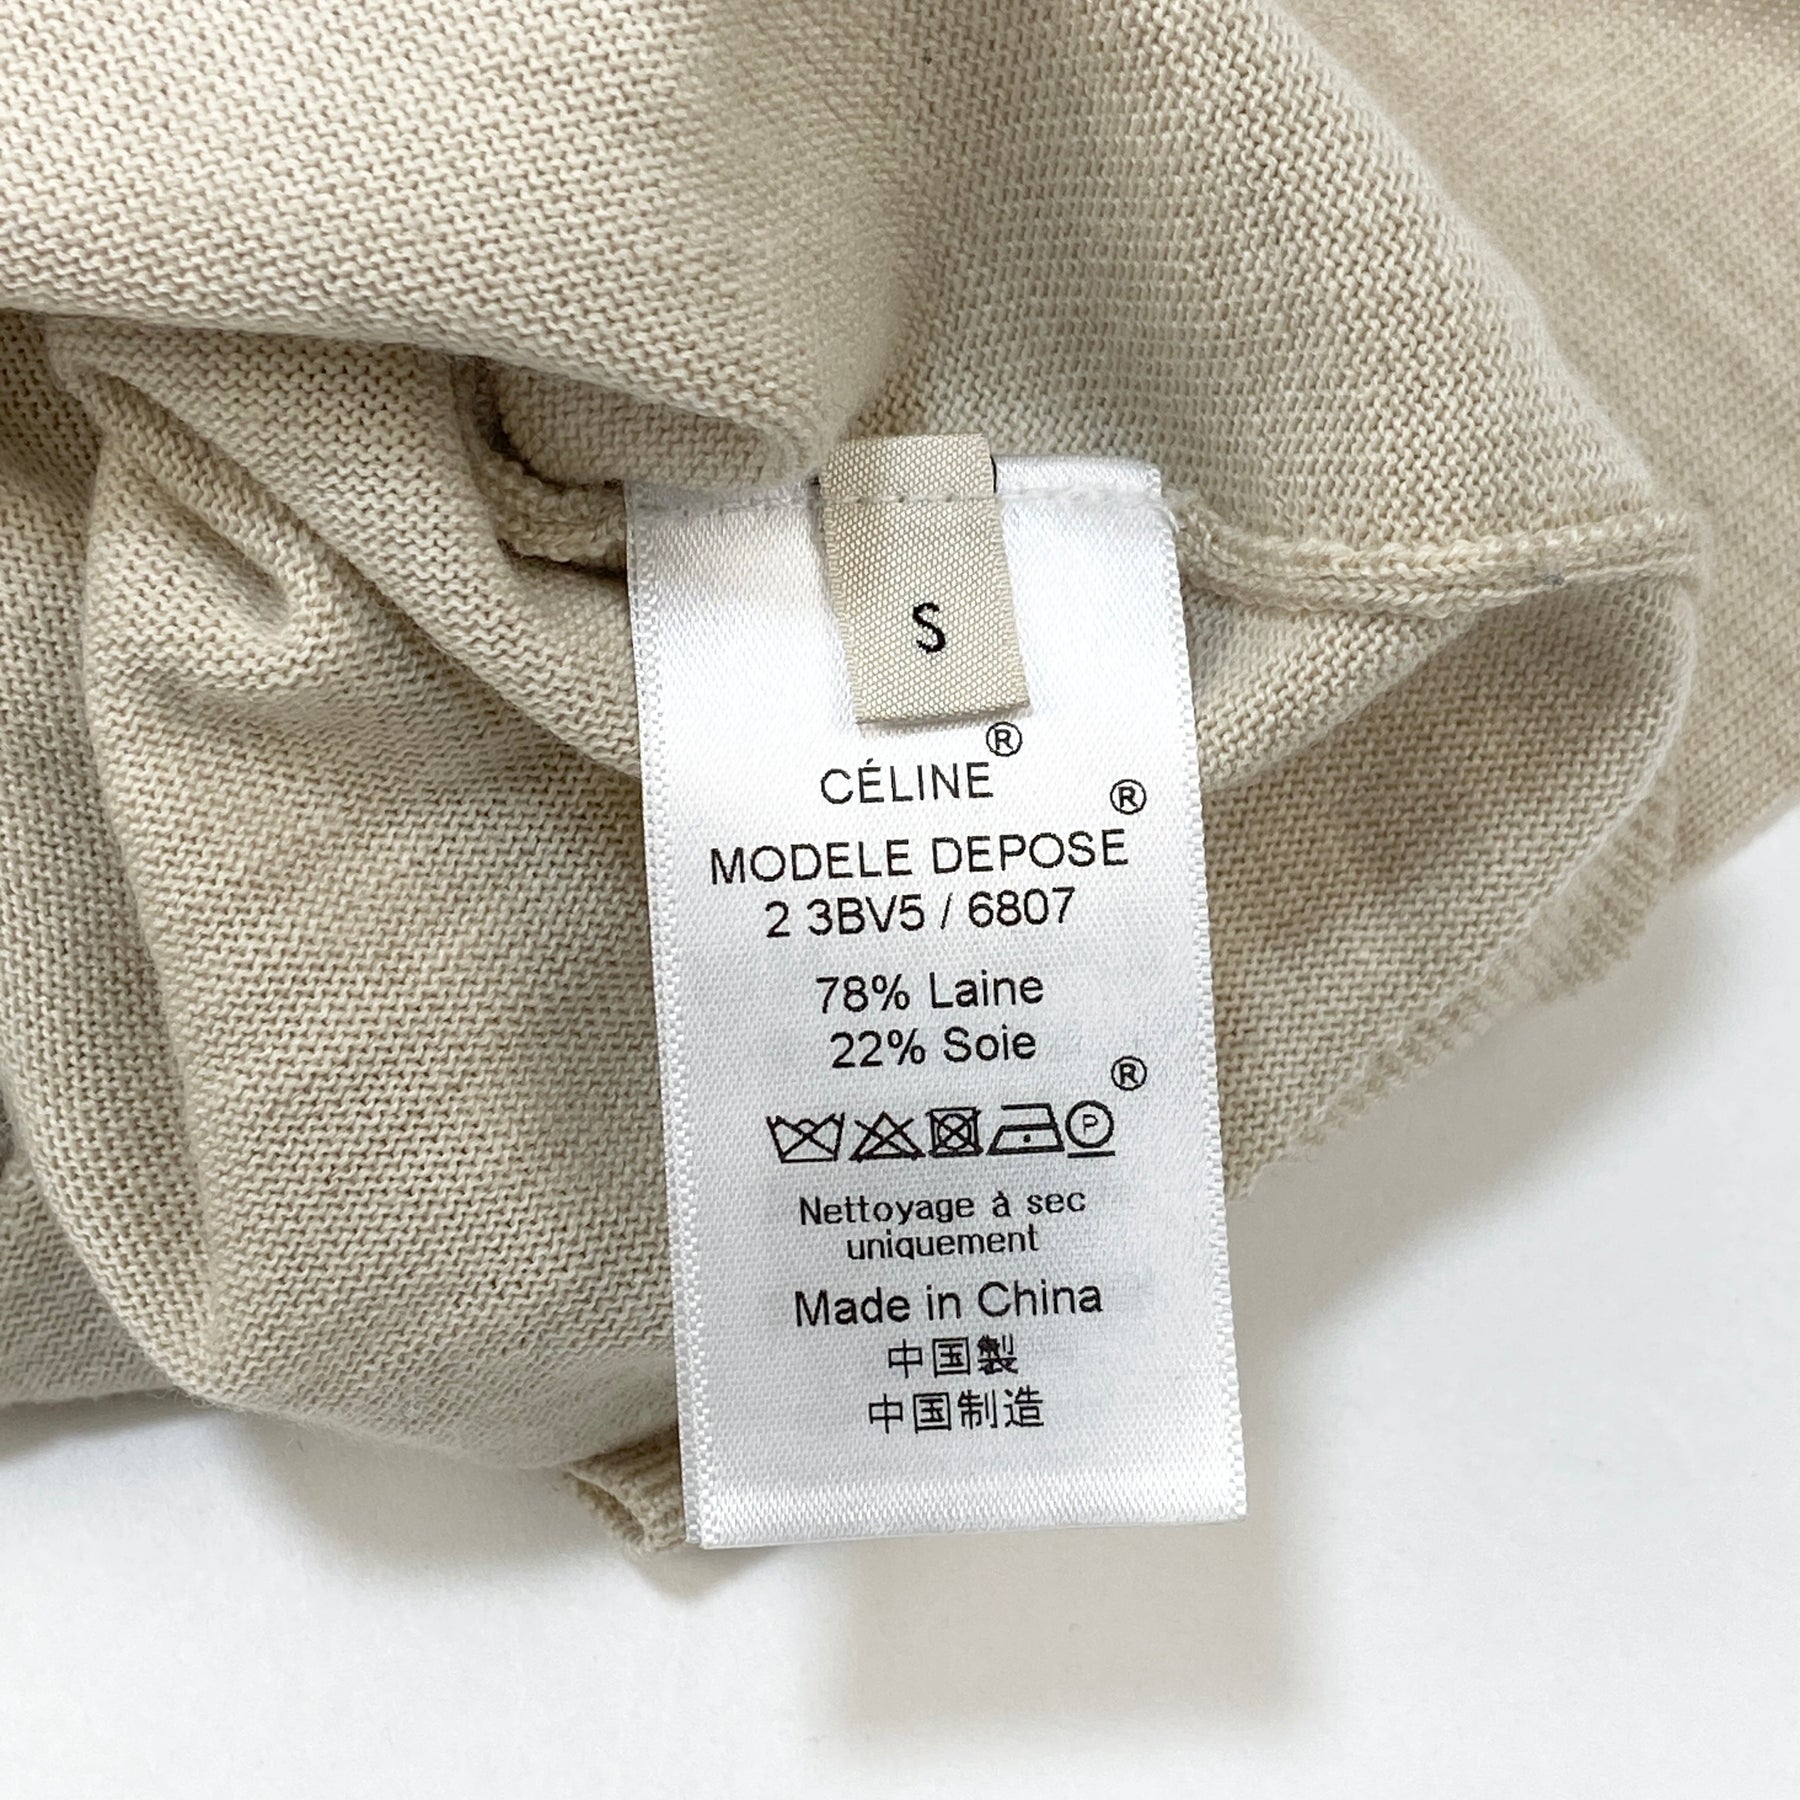 S
CÉLINE®
MODELE DEPOSE®
2 3BV5 / 6807
78% Laine
22% Soie
®
P
Nettoyage à sec
uniquement
Made in China
中国製
中国制造